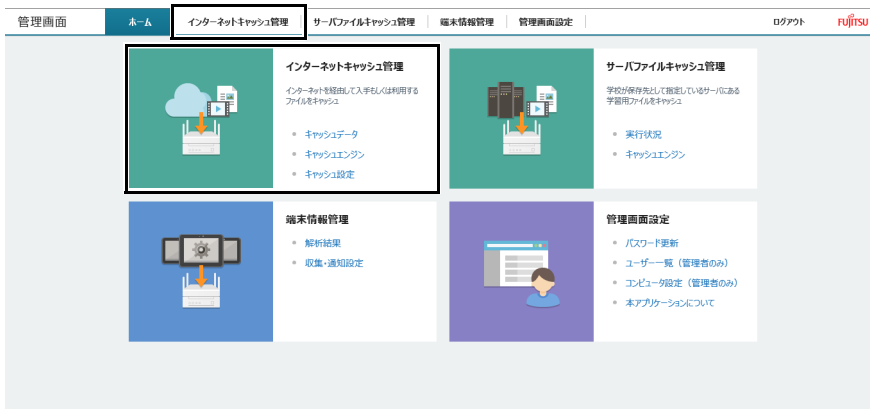 管理画面
ホーム
インターネットキャッシュ管理
サーバファイルキャッシュ管理
端末情報管理
管理画面設定
ログアウト
FUJITSU
インターネットキャッシュ管理
インターネットを経由して入手もしくは利用する
ファイルをキャッシュ
キャッシュデータ
キャッシュエンジン
キャッシュ設定
サーバファイルキャッシュ管理
学校が保存先として指定しているサーバにある
学習用ファイルをキャッシュ
実行状況
キャッシュエンジン
端末情報管理
解析結果
収集・通知設定
管理画面設定
パスワード更新
ユーザー一覧（管理者のみ）
コンピュータ設定（管理者のみ）
本アプリケーションについて